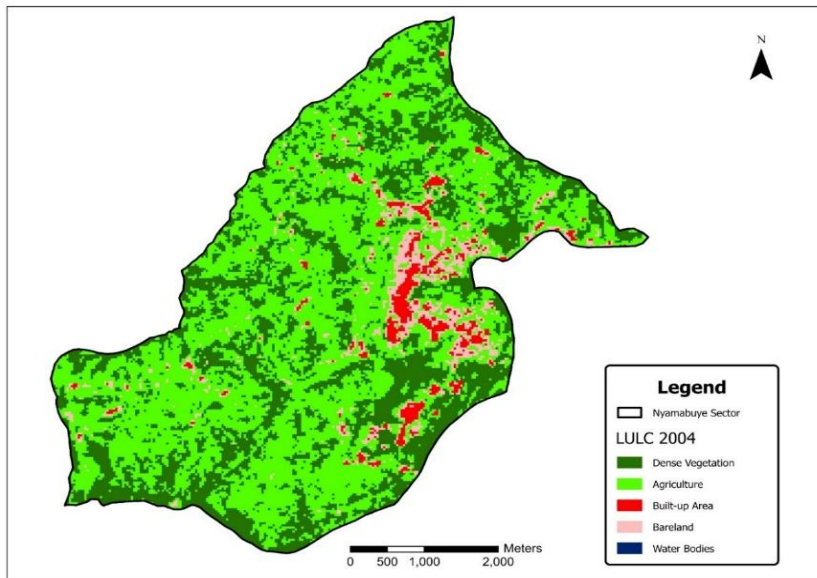 N
Legend
Nyamabuye Sector
LULC 2004
Dense Vegetation
Agriculture
Built-up Area
Bareland
Water Bodies
Meters
0 500 1,000 2,000